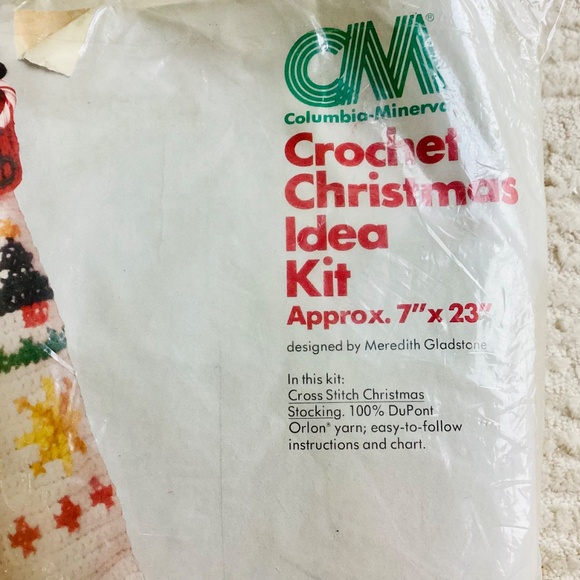 CM®
Columbia-Minerva
Crochet
Christmas
Idea
Kit
Approx. 7" x 23"
designed by Meredith Gladstone
In this kit:
Cross Stitch Christmas
Stocking. 100% DuPont
Orlon® yarn; easy-to-follow
instructions and chart.